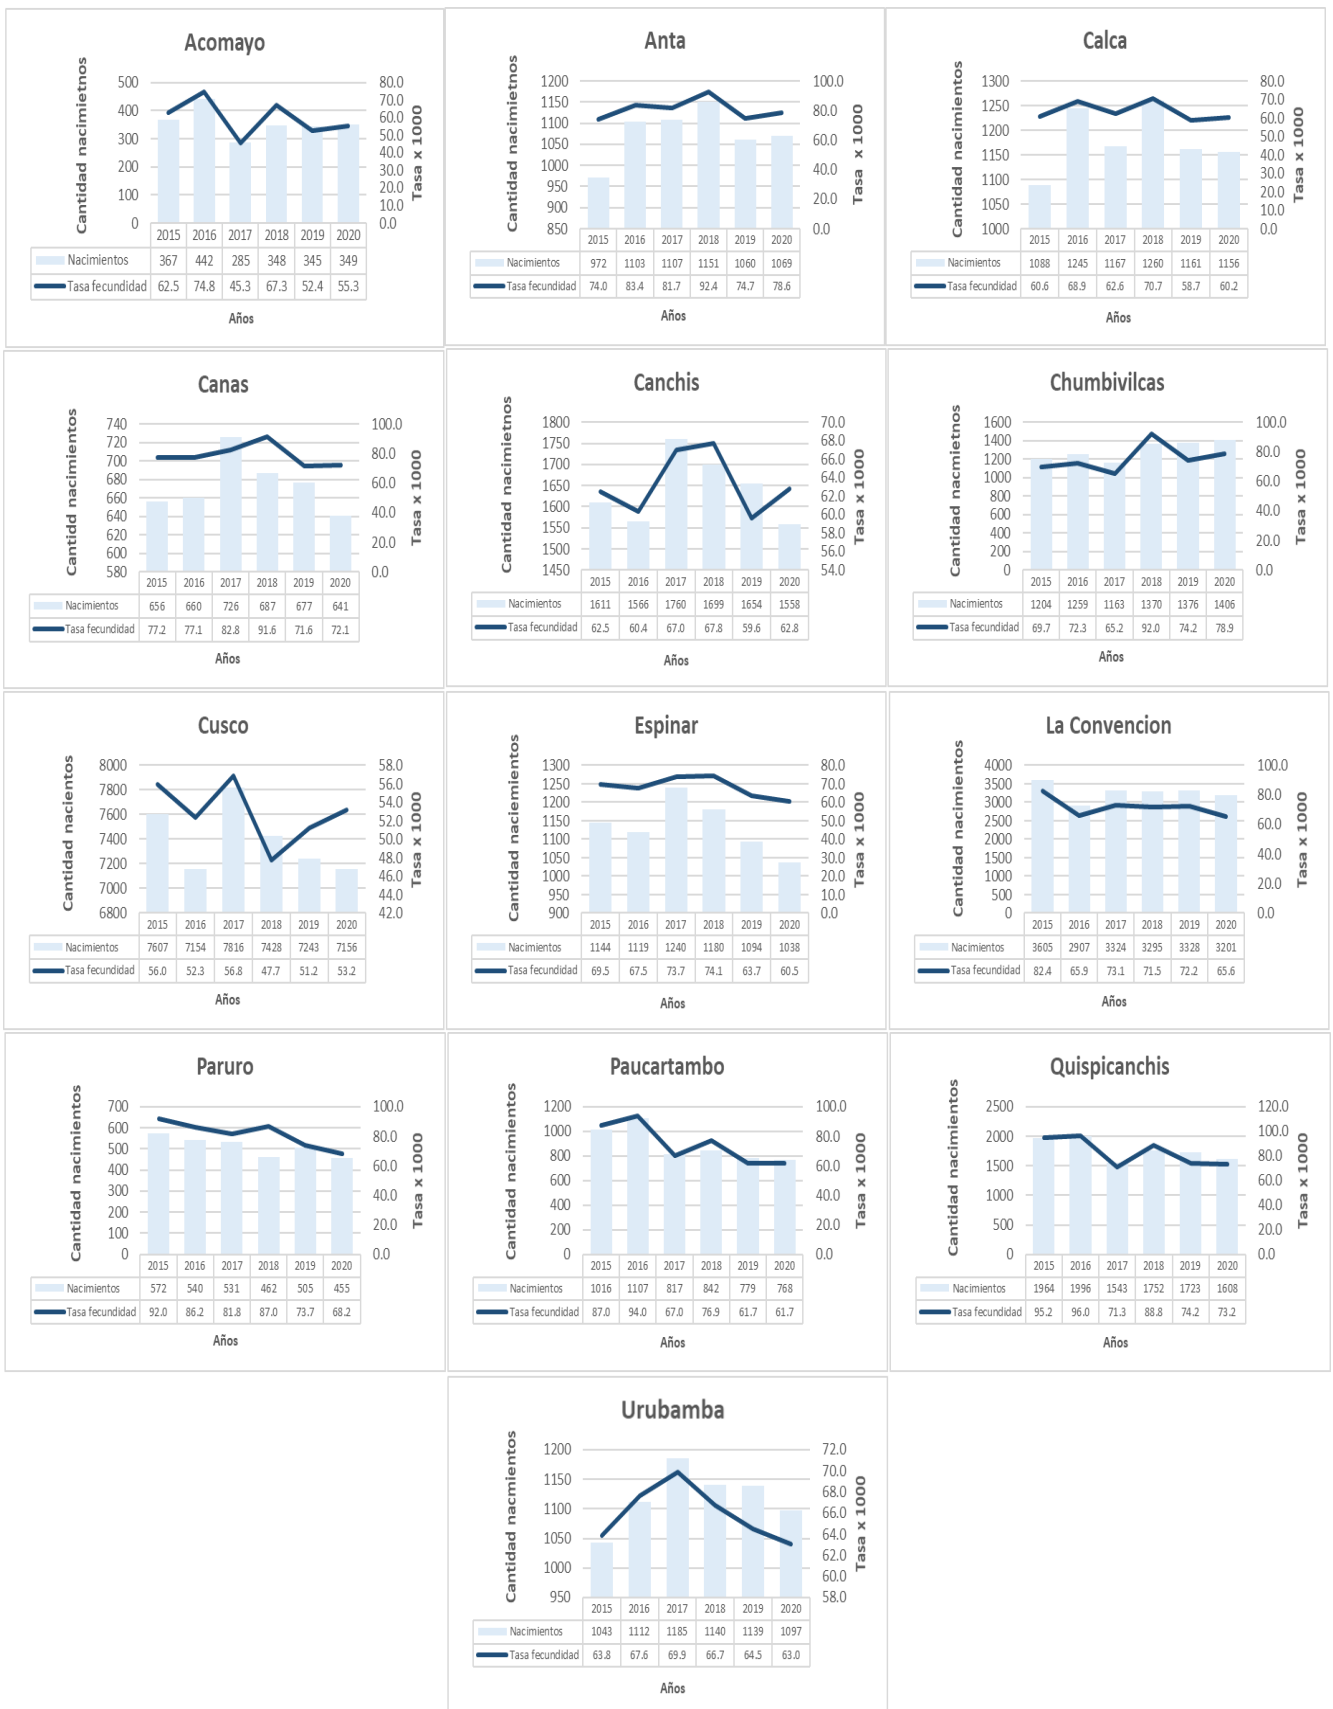 Acomayo
Cantidad nacimietnos
500
400
300
200
100
0
80.0
70.0
60.0
50.0
40.0
30.0
20.0
10.0
0.0
Tasa x 1000
2015 2016 2017 2018 2019 2020
Nacimientos 367 442 285 348 345 349
Tasa fecundidad 62.5 74.8 45.3 67.3 52.4 55.3
Años
Anta
Cantidad nacimientos
1200
1150
1100
1050
1000
950
900
850
100.0
80.0
60.0
40.0
20.0
0.0
Tasa x 1000
2015 2016 2017 2018 2019 2020
Nacimientos 972 1103 1107 1151 1060 1069
Tasa fecundidad 74.0 83.4 81.7 92.4 74.7 78.6
Años
Calca
Cantidad nacimientos
1300
1250
1200
1150
1100
1050
1000
80.0
70.0
60.0
50.0
40.0
30.0
20.0
10.0
0.0
Tasa x 1000
2015 2016 2017 2018 2019 2020
Nacimientos 1088 1245 1167 1260 1161 1156
Tasa fecundidad 60.6 68.9 62.6 70.7 58.7 60.2
Años
Canas
Cantidd nacimientos
740
720
700
680
660
640
620
600
580
100.0
80.0
60.0
40.0
20.0
0.0
Tasa x 1000
2015 2016 2017 2018 2019 2020
Nacimientos 656 660 726 687 677 641
Tasa fecundidad 77.2 77.1 82.8 91.6 71.6 72.1
Años
Canchis
Cantidad nacimietnos
1800
1750
1700
1650
1600
1550
1500
1450
70.0
68.0
66.0
64.0
62.0
60.0
58.0
56.0
54.0
Tasa x 1000
2015 2016 2017 2018 2019 2020
Nacimientos 1611 1566 1760 1699 1654 1558
Tasa fecundidad 62.5 60.4 67.0 67.8 59.6 62.8
Años
Chumbivilcas
Cantidad nacmietnos
1600
1400
1200
1000
800
600
400
200
0
100.0
80.0
60.0
40.0
20.0
0.0
Tasa x 1000
2015 2016 2017 2018 2019 2020
Nacimientos 1204 1259 1163 1370 1376 1406
Tasa fecundidad 69.7 72.3 65.2 92.0 74.2 78.9
Años
Cusco
Cantidad nacientos
8000
7800
7600
7400
7200
7000
6800
58.0
56.0
54.0
52.0
50.0
48.0
46.0
44.0
42.0
Tasa x 1000
2015 2016 2017 2018 2019 2020
Nacimientos 7607 7154 7816 7428 7243 7156
Tasa fecundidad 56.0 52.3 56.8 47.7 51.2 53.2
Años
Espinar
Cantidad naciemientos
1300
1250
1200
1150
1100
1050
1000
950
900
80.0
70.0
60.0
50.0
40.0
30.0
20.0
10.0
0.0
Tasa x 1000
2015 2016 2017 2018 2019 2020
Nacimientos 1144 1119 1240 1180 1094 1038
Tasa fecundidad 69.5 67.5 73.7 74.1 63.7 60.5
Años
La Convencion
Cantidad nacimientos
4000
3500
3000
2500
2000
1500
1000
500
0
100.0
80.0
60.0
40.0
20.0
0.0
Tasa x 1000
2015 2016 2017 2018 2019 2020
Nacimientos 3605 2907 3324 3295 3328 3201
Tasa fecundidad 82.4 65.9 73.1 71.5 72.2 65.6
Años
Paruro
Cantidad nacimientos
700
600
500
400
300
200
100
0
100.0
80.0
60.0
40.0
20.0
0.0
Tasa x 1000
2015 2016 2017 2018 2019 2020
Nacimientos 572 540 531 462 505 455
Tasa fecundidad 92.0 86.2 81.8 87.0 73.7 68.2
Años
Paucartambo
Cantidad nacimientos
1200
1000
800
600
400
200
0
100.0
80.0
60.0
40.0
20.0
0.0
Tasa x 1000
2015 2016 2017 2018 2019 2020
Nacimientos 1016 1107 817 842 779 768
Tasa fecundidad 87.0 94.0 67.0 76.9 61.7 61.7
Años
Quispicanchis
Cantidad nacimientos
2500
2000
1500
1000
500
0
120.0
100.0
80.0
60.0
40.0
20.0
0.0
Tasa x 1000
2015 2016 2017 2018 2019 2020
Nacimientos 1964 1996 1543 1752 1723 1608
Tasa fecundidad 95.2 96.0 71.3 88.8 74.2 73.2
Años
Urubamba
Cantidad nacmientos
1200
1150
1100
1050
1000
950
72.0
70.0
68.0
66.0
64.0
62.0
60.0
58.0
Tasa x 1000
2015 2016 2017 2018 2019 2020
Nacimientos 1043 1112 1185 1140 1139 1097
Tasa fecundidad 63.8 67.6 69.9 66.7 64.5 63.0
Años